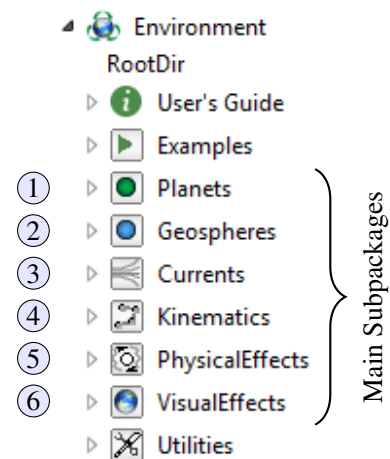 Environment
RootDir
i User's Guide
Examples
1 Planets
2 Geospheres
3 Currents
4 Kinematics
5 PhysicalEffects
6 VisualEffects
Utilities
Main Subpackages